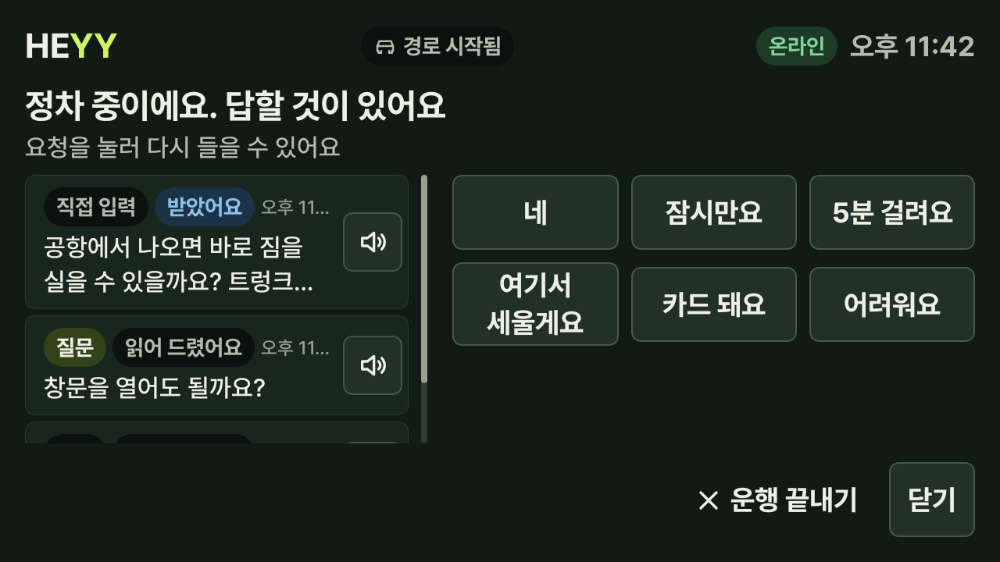 HEYY
경로 시작됨
온라인
오후 11:42
정차 중이에요. 답할 것이 있어요
요청을 눌러 다시 들을 수 있어요
직접 입력
받았어요
오후 11...
공항에서 나오면 바로 짐을
실을 수 있을까요? 트렁크...
질문
읽어 드렸어요
오후 11...
창문을 열어도 될까요?
네
잠시만요
5분 걸려요
여기서
세울게요
카드 돼요
어려워요
운행 끝내기
닫기